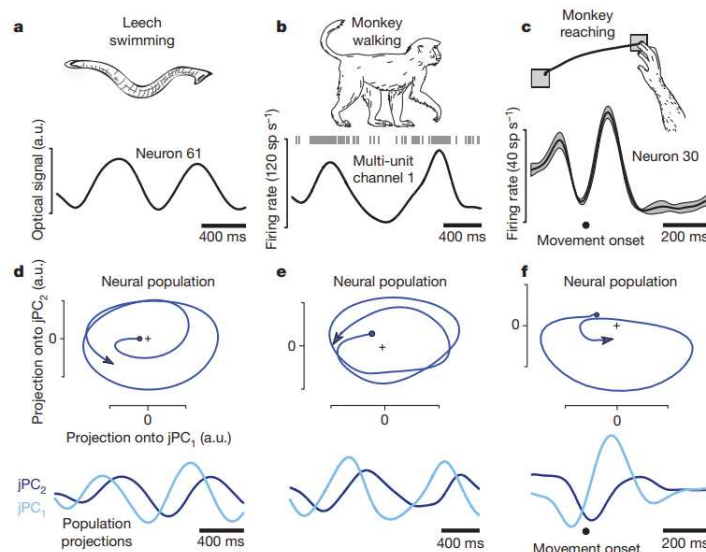 a
Leech
swimming
b
Monkey
walking
c
Monkey
reaching
Optical signal (a.u.)
Neuron 61
400 ms
Firing rate (120 sp s⁻¹)
Multi-unit
channel 1
400 ms
Firing rate (40 sp s⁻¹)
Neuron 30
Movement onset
200 ms
d
Neural population
Projection onto jPC₂ (a.u.)
0
0
Projection onto jPC₁ (a.u.)
jPC₂
jPC₁
Population
projections
400 ms
e
Neural population
0
0
400 ms
f
Neural population
0
0
Movement onset
200 ms